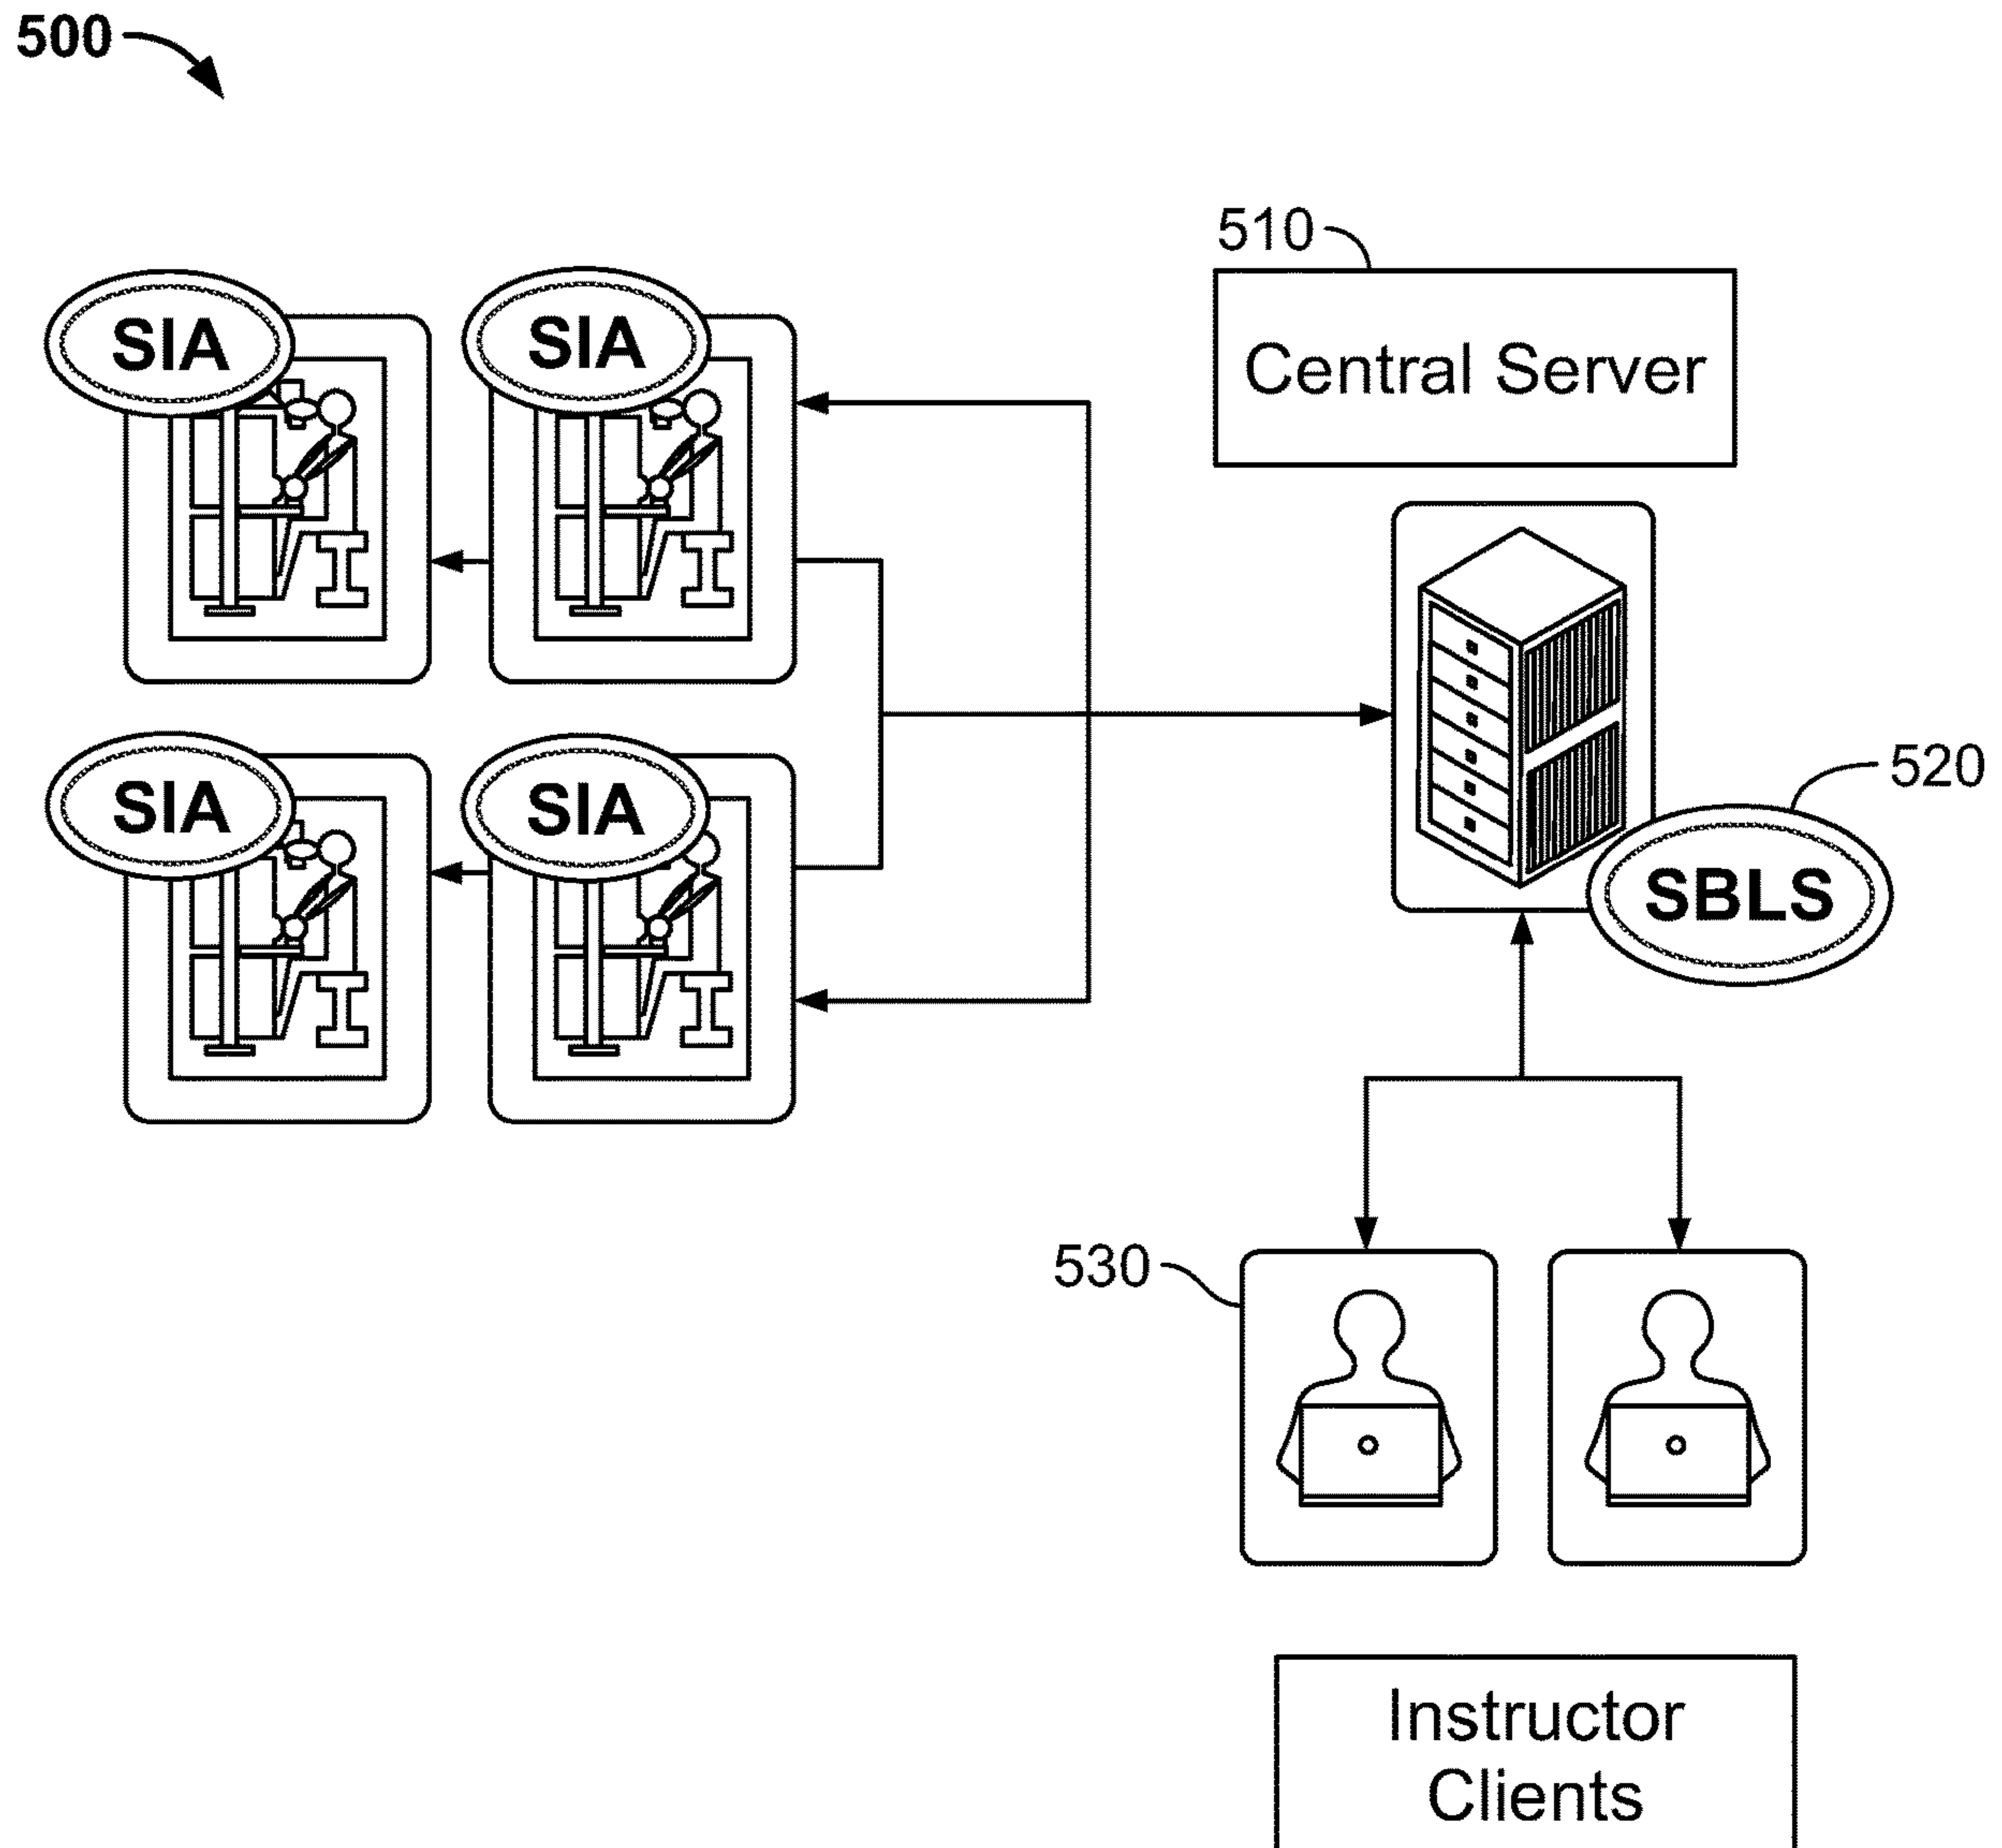 500
510
Central Server
SIA
SIA
520
SIA
SIA
SBLS
530
Instructor
Clients